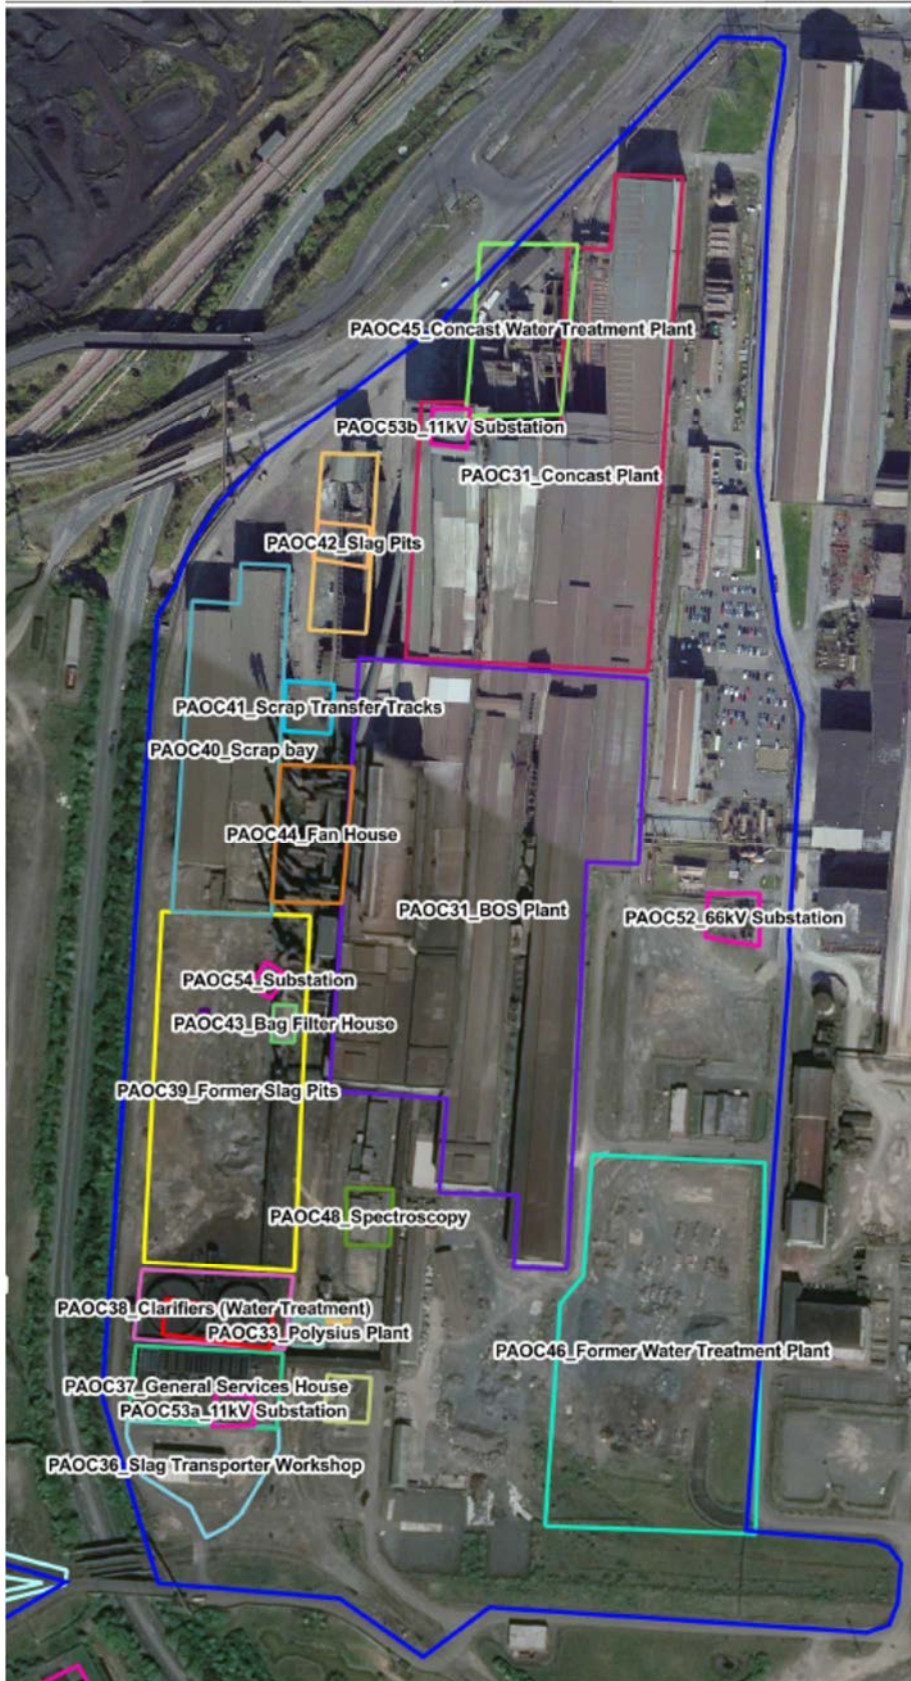 PAOC45_Concast Water Treatment Plant
PAOC53b_11kV Substation
PAOC31_Concast Plant
PAOC42_Slag Pits
PAOC41_Scrap Transfer Tracks
PAOC40_Scrap bay
PAOC44_Fan House
PAOC31_BOS Plant
PAOC52_66kV Substation
PAOC54_Substation
PAOC43_Bag Filter House
PAOC39_Former Slag Pits
PAOC48_Spectroscopy
PAOC38_Clarifiers (Water Treatment)
PAOC33_Polysius Plant
PAOC46_Former Water Treatment Plant
PAOC37_General Services House
PAOC53a_11kV Substation
PAOC36_Slag Transporter Workshop